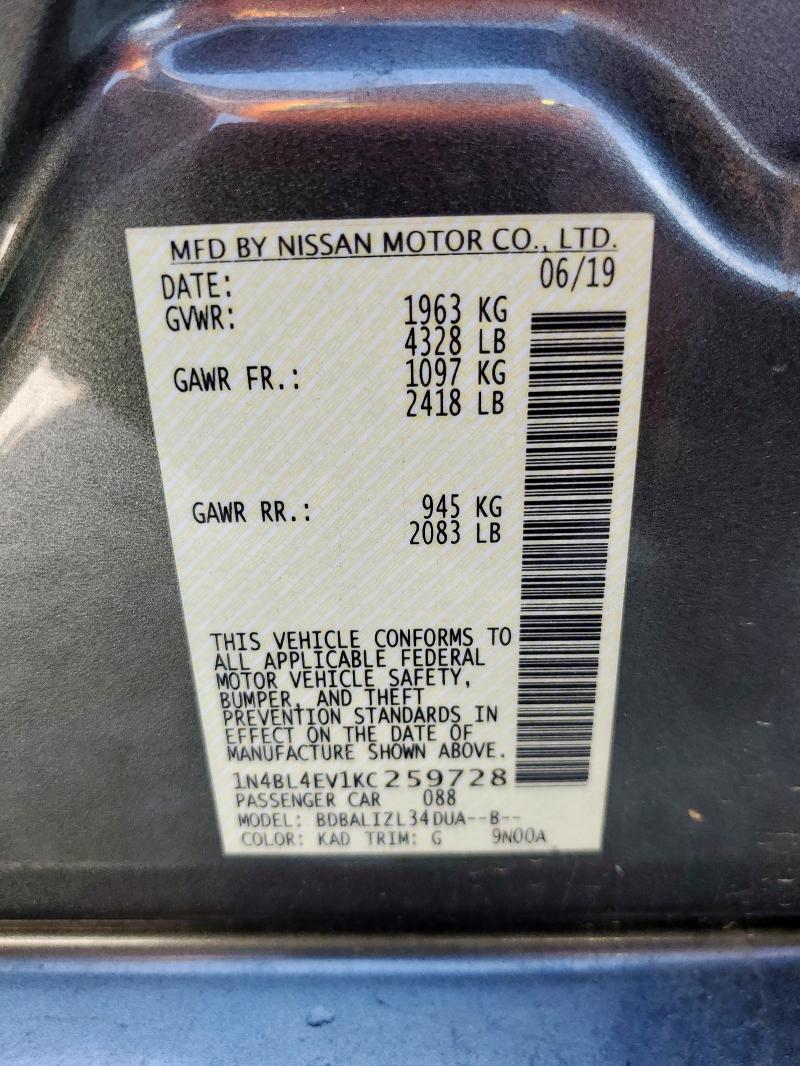 MFD BY NISSAN MOTOR CO., LTD.
DATE: 06/19
GVWR: 1963 KG
4328 LB
GAWR FR.: 1097 KG
2418 LB
GAWR RR.: 945 KG
2083 LB
THIS VEHICLE CONFORMS TO
ALL APPLICABLE FEDERAL
MOTOR VEHICLE SAFETY,
BUMPER, AND THEFT
PREVENTION STANDARDS IN
EFFECT ON THE DATE OF
MANUFACTURE SHOWN ABOVE.
1N4BL4EV1KC259728
PASSENGER CAR 088
MODEL: BDBALIZL34DUA--B--
COLOR: KAD TRIM: G 9N00A